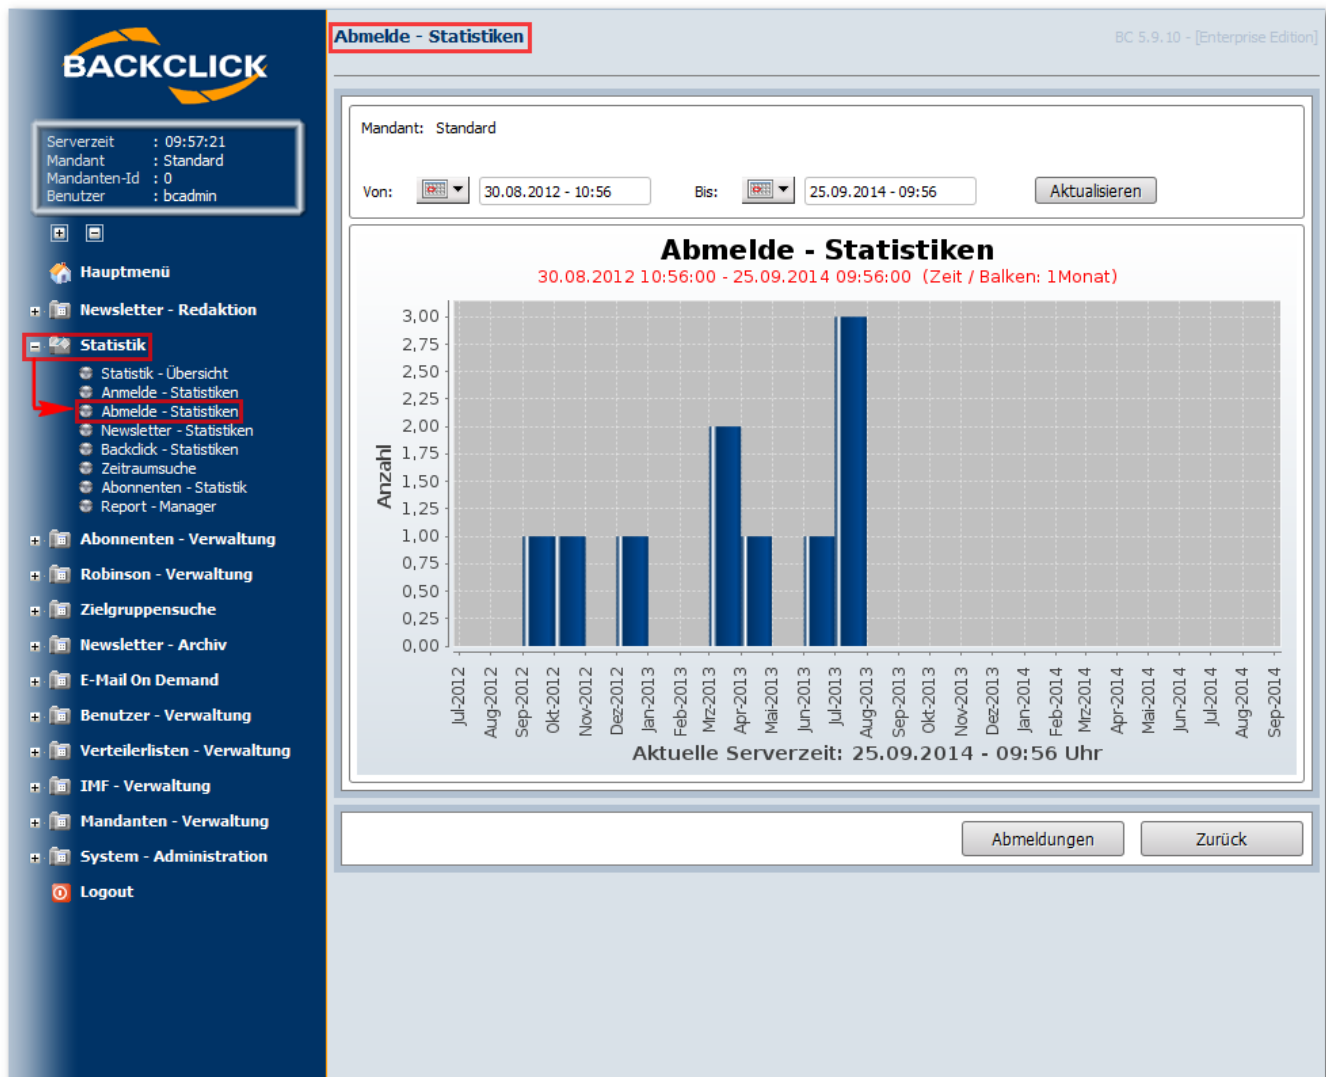 BACKCLICK
Serverzeit : 09:57:21
Mandant : Standard
Mandanten-Id : 0
Benutzer : bcadmin
Hauptmenü
Newsletter - Redaktion
Statistik
Statistik - Übersicht
Anmelde - Statistiken
Abmelde - Statistiken
Newsletter - Statistiken
Backclick - Statistiken
Zeitraumsuche
Abonnenten - Statistik
Report - Manager
Abonnenten - Verwaltung
Robinson - Verwaltung
Zielgruppensuche
Newsletter - Archiv
E-Mail On Demand
Benutzer - Verwaltung
Verteilerlisten - Verwaltung
IMF - Verwaltung
Mandanten - Verwaltung
System - Administration
Logout
Abmelde - Statistiken
BC 5.9.10 - [Enterprise Edition]
Mandant: Standard
Von: 30.08.2012 - 10:56 Bis: 25.09.2014 - 09:56 Aktualisieren
Abmelde - Statistiken
30.08.2012 10:56:00 - 25.09.2014 09:56:00 (Zeit / Balken: 1Monat)
Anzahl
3,00
2,75
2,50
2,25
2,00
1,75
1,50
1,25
1,00
0,75
0,50
0,25
0,00
Jul-2012
Aug-2012
Sep-2012
Okt-2012
Nov-2012
Dez-2012
Jan-2013
Feb-2013
Mrz-2013
Apr-2013
Mai-2013
Jun-2013
Jul-2013
Aug-2013
Sep-2013
Okt-2013
Nov-2013
Dez-2013
Jan-2014
Feb-2014
Mrz-2014
Apr-2014
Mai-2014
Jun-2014
Jul-2014
Aug-2014
Sep-2014
Aktuelle Serverzeit: 25.09.2014 - 09:56 Uhr
Abmeldungen
Zurück